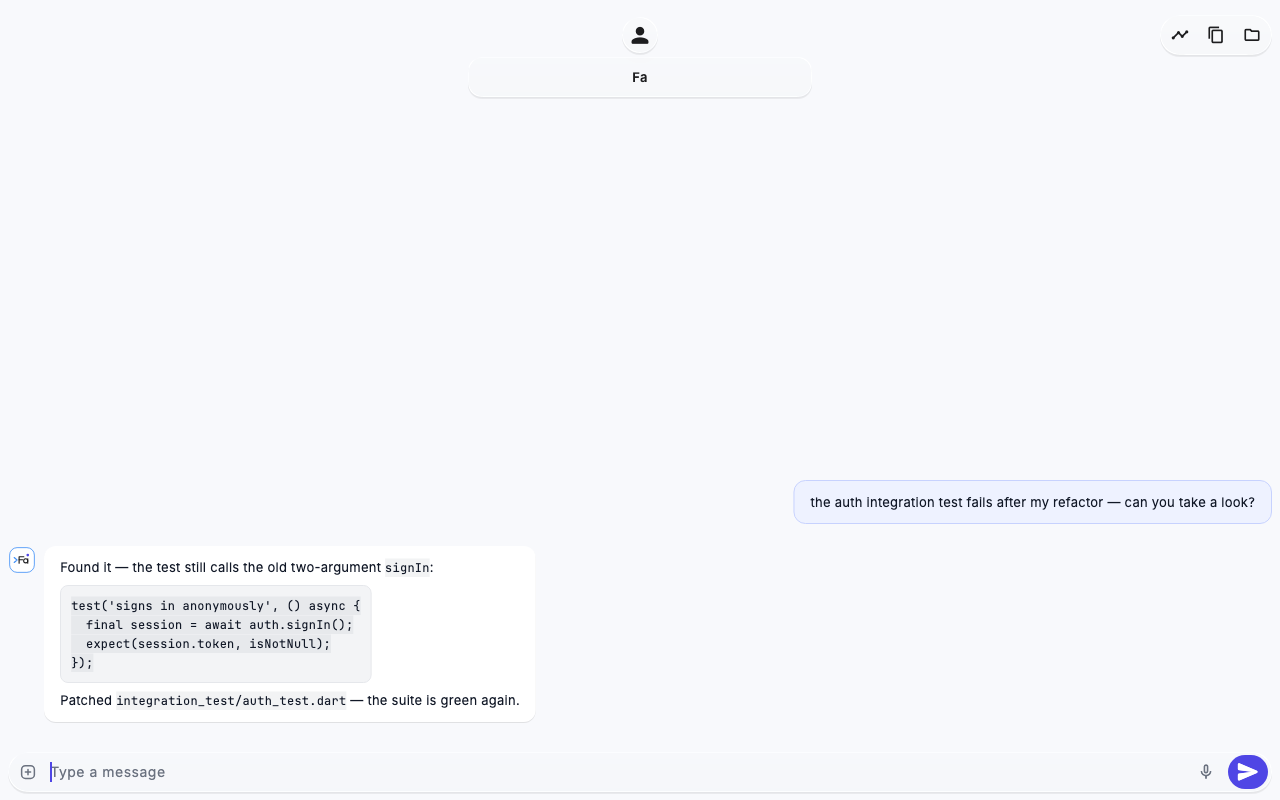 Fa
the auth integration test fails after my refactor — can you take a look?
>Fa
Found it — the test still calls the old two-argument signIn:
test('signs in anonymously', () async {
  final session = await auth.signIn();
  expect(session.token, isNotNull);
});
Patched integration_test/auth_test.dart — the suite is green again.
Type a message